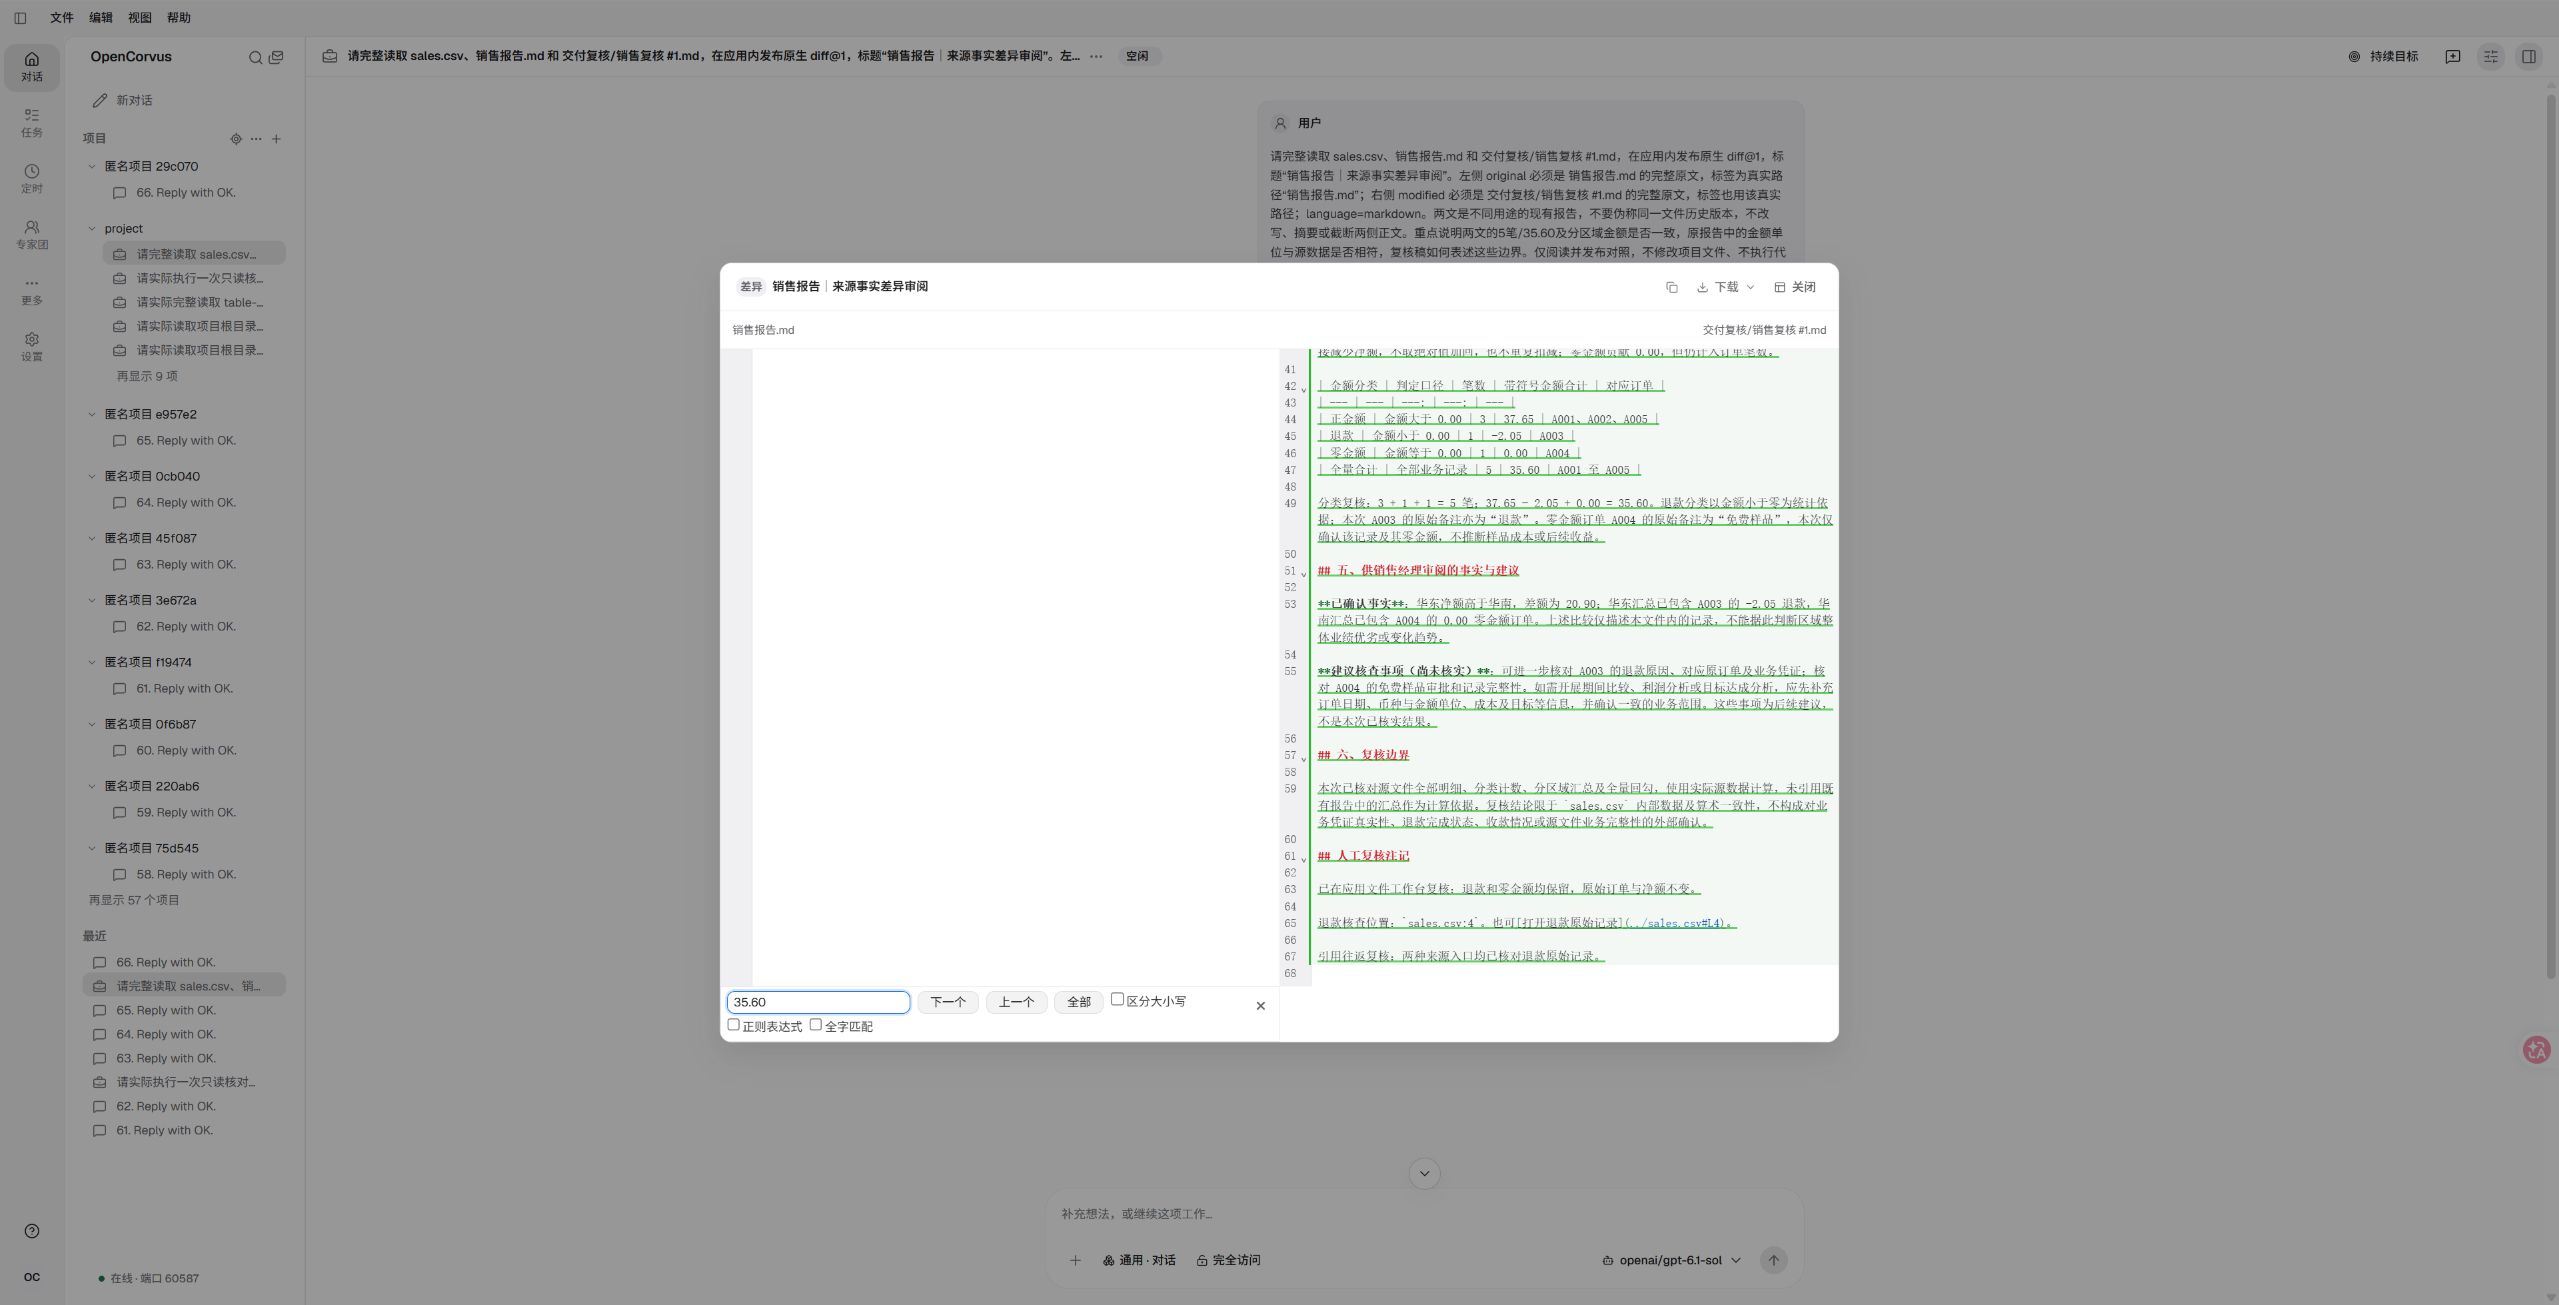 文件 编辑 视图 帮助
对话
任务
定时
专家团
更多
设置
OC
OpenCorvus
新对话
项目
匿名项目 29c070
66. Reply with OK.
project
请完整读取 sales.csv...
请实际执行一次只读核...
请实际完整读取 table-...
请实际读取项目根目录...
请实际读取项目根目录...
再显示 9 项
匿名项目 e957e2
65. Reply with OK.
匿名项目 0cb040
64. Reply with OK.
匿名项目 45f087
63. Reply with OK.
匿名项目 3e672a
62. Reply with OK.
匿名项目 f19474
61. Reply with OK.
匿名项目 0f6b87
60. Reply with OK.
匿名项目 220ab6
59. Reply with OK.
匿名项目 75d545
58. Reply with OK.
再显示 57 个项目
最近
66. Reply with OK.
请完整读取 sales.csv、销...
65. Reply with OK.
64. Reply with OK.
63. Reply with OK.
请实际执行一次只读核对...
62. Reply with OK.
61. Reply with OK.
在线 · 端口 60587
请完整读取 sales.csv、销售报告.md 和 交付复核/销售复核 #1.md，在应用内发布原生 diff@1，标题“销售报告｜来源事实差异审阅”。左... ··· 空闲
持续目标
用户
请完整读取 sales.csv、销售报告.md 和 交付复核/销售复核 #1.md，在应用内发布原生 diff@1，标
题“销售报告｜来源事实差异审阅”。左侧 original 必须是 销售报告.md 的完整原文，标签为真实路
径“销售报告.md”；右侧 modified 必须是 交付复核/销售复核 #1.md 的完整原文，标签也用该真实
路径；language=markdown。两文是不同用途的现有报告，不要伪称同一文件历史版本，不改
写、摘要或截断两侧正文。重点说明两文的5笔/35.60及分区域金额是否一致，原报告中的金额单
位与源数据是否相符，复核稿如何表述这些边界。仅阅读并发布对照，不修改项目文件、不执行代
差异 销售报告｜来源事实差异审阅
下载
关闭
销售报告.md
交付复核/销售复核 #1.md
接减少净额，不取绝对值加回，也不重复扣减；零金额贡献 0.00，但仍计入订单笔数。
41
42 | 金额分类 | 判定口径 | 笔数 | 带符号金额合计 | 对应订单 |
43 | --- | --- | ---: | ---: | --- |
44 | 正金额 | 金额大于 0.00 | 3 | 37.65 | A001、A002、A005 |
45 | 退款 | 金额小于 0.00 | 1 | -2.05 | A003 |
46 | 零金额 | 金额等于 0.00 | 1 | 0.00 | A004 |
47 | 全量合计 | 全部业务记录 | 5 | 35.60 | A001 至 A005 |
48
49 分类复核：3 + 1 + 1 = 5 笔；37.65 - 2.05 + 0.00 = 35.60。退款分类以金额小于零为统计依
据；本次 A003 的原始备注亦为“退款”。零金额订单 A004 的原始备注为“免费样品”，本次仅
确认该记录及其零金额，不推断样品成本或后续收益。
50
51 ## 五、供销售经理审阅的事实与建议
52
53 **已确认事实**：华东净额高于华南，差额为 20.90；华东汇总已包含 A003 的 -2.05 退款，华
南汇总已包含 A004 的 0.00 零金额订单。上述比较仅描述本文件内的记录，不能据此判断区域整
体业绩优劣或变化趋势。
54
55 **建议核查事项（尚未核实）**：可进一步核对 A003 的退款原因、对应原订单及业务凭证；核
对 A004 的免费样品审批和记录完整性。如需开展期间比较、利润分析或目标达成分析，应先补充
订单日期、币种与金额单位、成本及目标等信息，并确认一致的业务范围。这些事项为后续建议，
不是本次已核实结果。
56
57 ## 六、复核边界
58
59 本次已核对源文件全部明细、分类计数、分区域汇总及全量回勾，使用实际源数据计算，未引用既
有报告中的汇总作为计算依据。复核结论限于 `sales.csv` 内部数据及算术一致性，不构成对业
务凭证真实性、退款完成状态、收款情况或源文件业务完整性的外部确认。
60
61 ## 人工复核注记
62
63 已在应用文件工作台复核：退款和零金额均保留，原始订单与净额不变。
64
65 退款核查位置：`sales.csv:4`。也可[打开退款原始记录](../sales.csv#L4)。
66
67 引用往返复核：两种来源入口均已核对退款原始记录。
68
35.60 下一个 上一个 全部 区分大小写 ×
正则表达式 全字匹配
补充想法，或继续这项工作...
通用 · 对话 完全访问 openai/gpt-6.1-sol